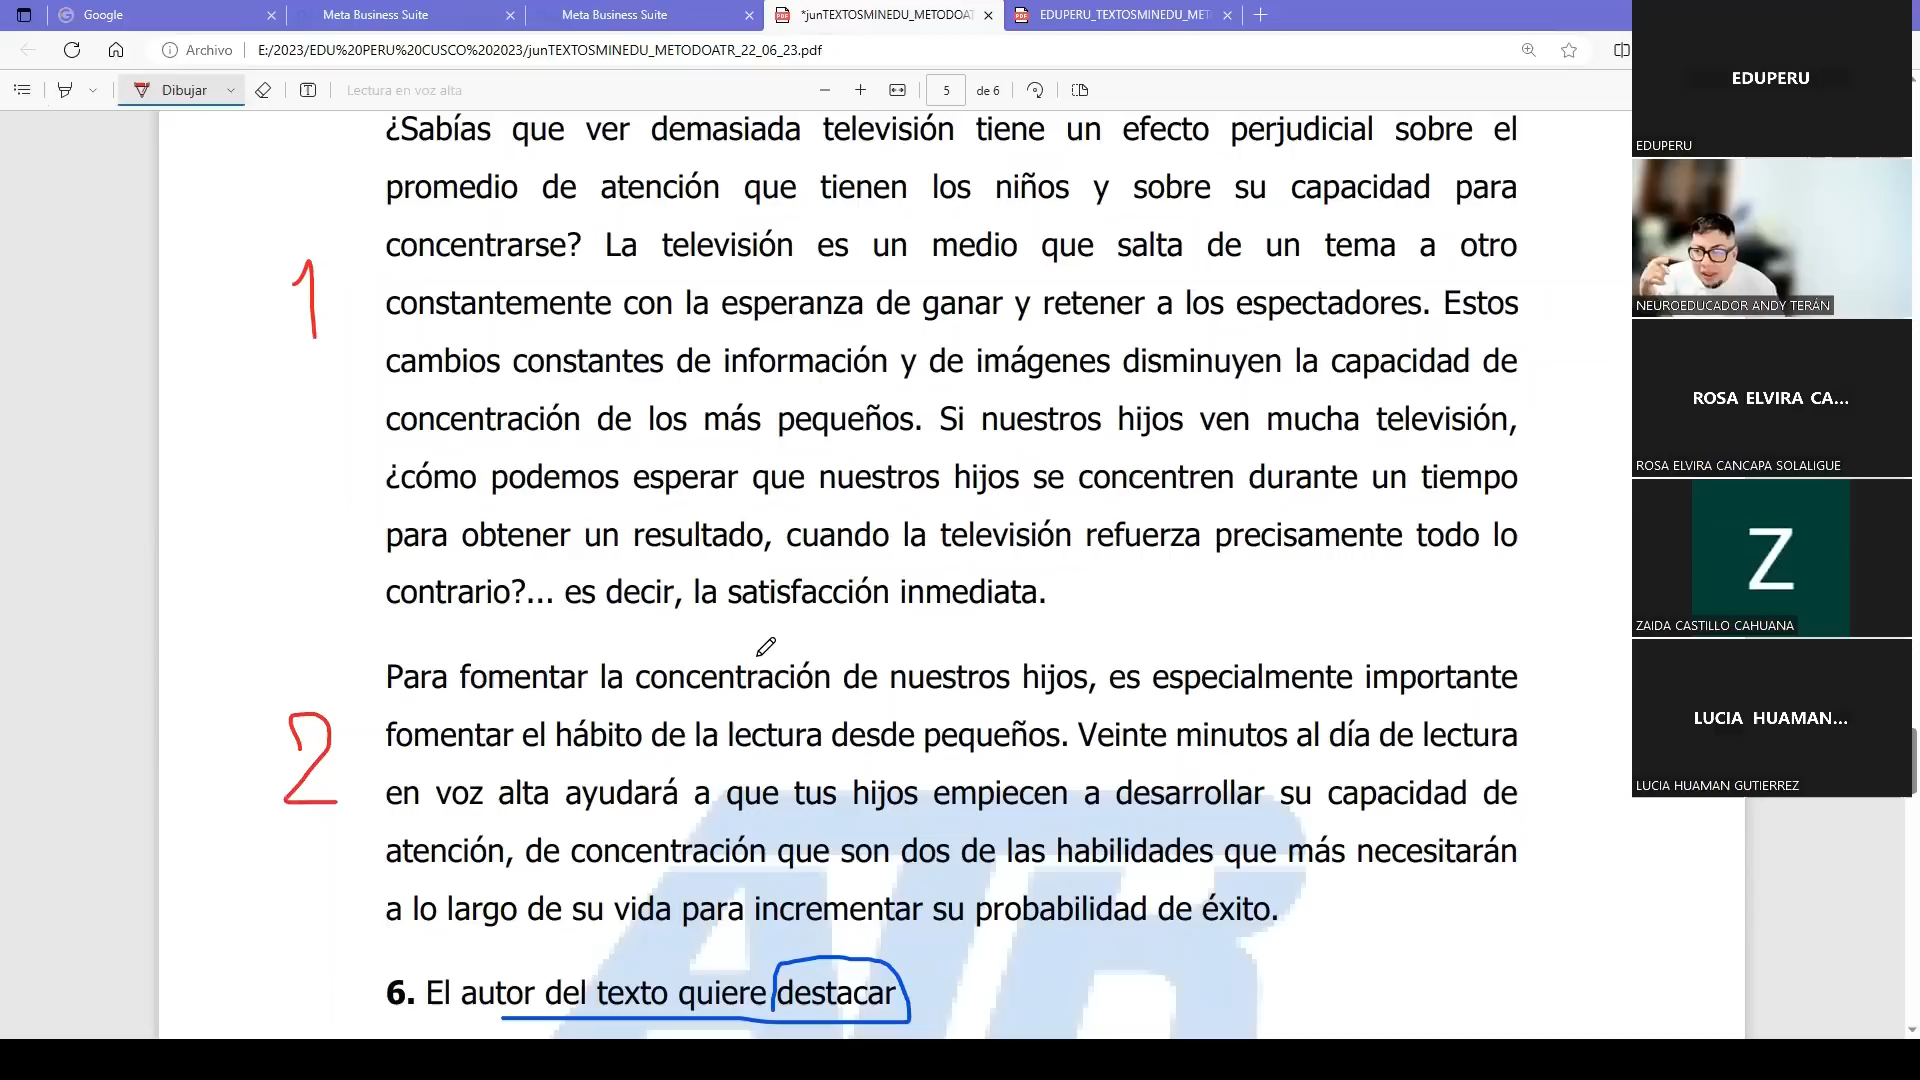 Google
Meta Business Suite
Meta Business Suite
*junTEXTOSMINEDU_METODOAT
EDUPERU_TEXTOSMINEDU_MET
Archivo
E:/2023/EDU%20PERU%20CUSCO%202023/junTEXTOSMINEDU_METODOATR_22_06_23.pdf
Dibujar
Lectura en voz alta
5 de 6
¿Sabías que ver demasiada televisión tiene un efecto perjudicial sobre el
promedio de atención que tienen los niños y sobre su capacidad para
concentrarse? La televisión es un medio que salta de un tema a otro
constantemente con la esperanza de ganar y retener a los espectadores. Estos
cambios constantes de información y de imágenes disminuyen la capacidad de
concentración de los más pequeños. Si nuestros hijos ven mucha televisión,
¿cómo podemos esperar que nuestros hijos se concentren durante un tiempo
para obtener un resultado, cuando la televisión refuerza precisamente todo lo
contrario?... es decir, la satisfacción inmediata.
1
Para fomentar la concentración de nuestros hijos, es especialmente importante
fomentar el hábito de la lectura desde pequeños. Veinte minutos al día de lectura
en voz alta ayudará a que tus hijos empiecen a desarrollar su capacidad de
atención, de concentración que son dos de las habilidades que más necesitarán
a lo largo de su vida para incrementar su probabilidad de éxito.
2
6. El autor del texto quiere destacar
ATR
EDUPERU
EDUPERU
NEUROEDUCADOR ANDY TERÁN
ROSA ELVIRA CA...
ROSA ELVIRA CANCAPA SOLALIGUE
Z
ZAIDA CASTILLO CAHUANA
LUCIA HUAMAN...
LUCIA HUAMAN GUTIERREZ